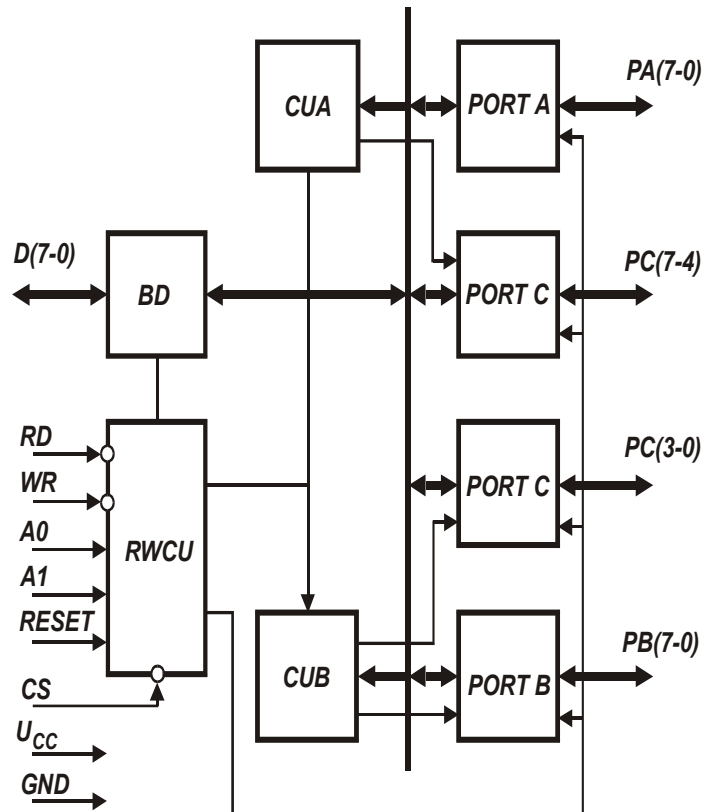 CUA
PORT A
PA(7-0)
D(7-0)
BD
PORT C
PC(7-4)
RD
WR
A0
A1
RESET
RWCU
PORT C
PC(3-0)
CS
UCC
GND
CUB
PORT B
PB(7-0)